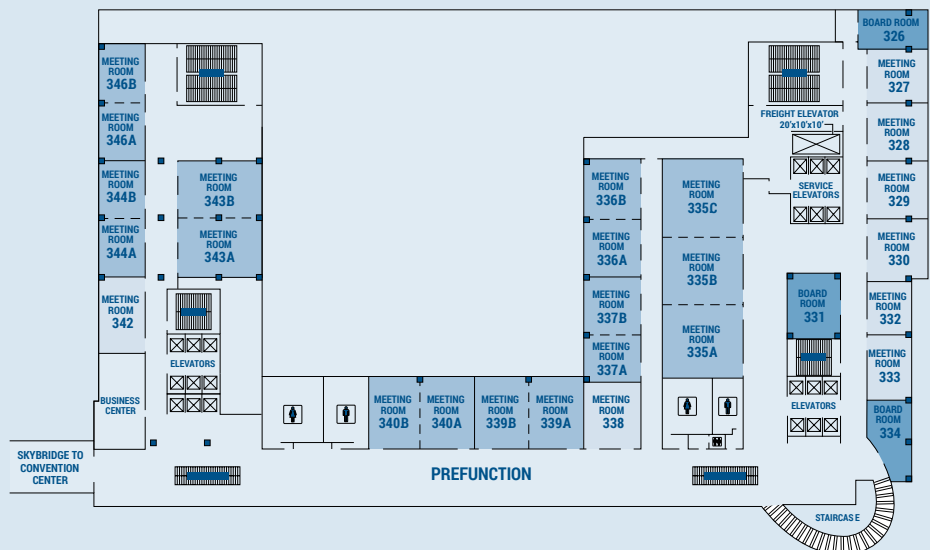 BOARD ROOM
326
MEETING
ROOM
346B
MEETING
ROOM
327
MEETING
ROOM
346A
FREIGHT ELEVATOR
20'x10'x10'
MEETING
ROOM
328
MEETING
ROOM
344B
MEETING
ROOM
343B
MEETING
ROOM
336B
MEETING
ROOM
335C
SERVICE
ELEVATORS
MEETING
ROOM
329
MEETING
ROOM
344A
MEETING
ROOM
343A
MEETING
ROOM
336A
MEETING
ROOM
335B
MEETING
ROOM
330
MEETING
ROOM
342
MEETING
ROOM
337B
BOARD
ROOM
331
MEETING
ROOM
332
ELEVATORS
MEETING
ROOM
337A
MEETING
ROOM
335A
MEETING
ROOM
333
BUSINESS
CENTER
MEETING
ROOM
340B
MEETING
ROOM
340A
MEETING
ROOM
339B
MEETING
ROOM
339A
MEETING
ROOM
338
ELEVATORS
BOARD
ROOM
334
SKYBRIDGE TO
CONVENTION
CENTER
PREFUNCTION
STAIRCASE